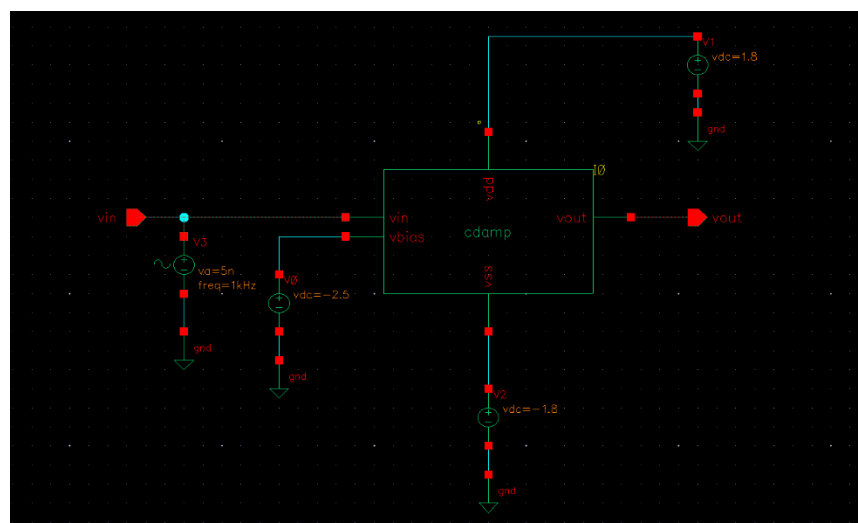 V1
vdc=1.8
gnd
I0
vdd
vin
vin
vout
vout
cdamp
vbias
V3
va=5n
freq=1kHz
gnd
V0
vdc=-2.5
gnd
vss
V2
vdc=-1.8
gnd